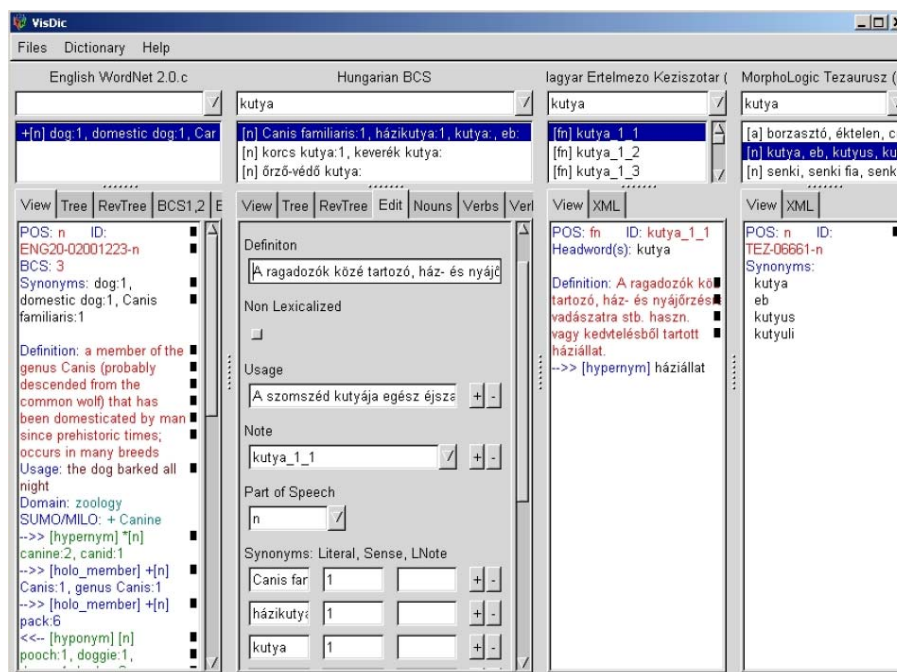 VisDic
Files Dictionary Help
English WordNet 2.0.c
+[n] dog:1, domestic dog:1, Car
View Tree RevTree BCS1,2 E
POS: n ID:
ENG20-02001223-n
BCS: 3
Synonyms: dog:1,
domestic dog:1, Canis
familiaris:1
Definition: a member of the
genus Canis (probably
descended from the
common wolf) that has
been domesticated by man
since prehistoric times;
occurs in many breeds
Usage: the dog barked all
night
Domain: zoology
SUMO/MILO: + Canine
-->> [hypernym] *[n]
canine:2, canid:1
-->> [holo_member] +[n]
Canis:1, genus Canis:1
-->> [holo_member] +[n]
pack:6
<<-- [hyponym] [n]
pooch:1, doggie:1,
Hungarian BCS
kutya
[n] Canis familiaris:1, házikutya:1, kutya:, eb:
[n] korcs kutya:1, keverék kutya:
[n] őrző-védő kutya:
View Tree RevTree Edit Nouns Verbs Verl
Definiton
A ragadozók közé tartozó, ház- és nyájő
Non Lexicalized
Usage
A szomszéd kutyája egész éjsza
+ -
Note
kutya_1_1
+ -
Part of Speech
n
Synonyms: Literal, Sense, LNote
Canis far 1 + -
házikutya 1 + -
kutya 1 + -
lagyar Ertelmezo Keziszotar (
kutya
[fn] kutya_1_1
[fn] kutya_1_2
[fn] kutya_1_3
View XML
POS: fn ID: kutya_1_1
Headword(s): kutya
Definition: A ragadozók köz
tartozó, ház- és nyájőrzésre
vadászatra stb. haszn.
vagy kedvtelésből tartott
háziállat.
-->> [hypernym] háziállat
MorphoLogic Tezaurusz (
kutya
[a] borzasztó, éktelen, c
[n] kutya, eb, kutyus, ku
[n] senki, senki fia, senk
View XML
POS: n ID:
TEZ-06661-n
Synonyms:
kutya
eb
kutyus
kutyuli